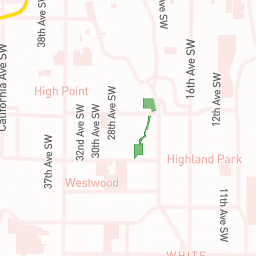 California Ave SW
38th Ave SW
High Point
28th Ave SW
30th Ave SW
32nd Ave SW
37th Ave SW
16th Ave SW
12th Ave SW
Highland Park
Westwood
11th Ave SW
WHITE